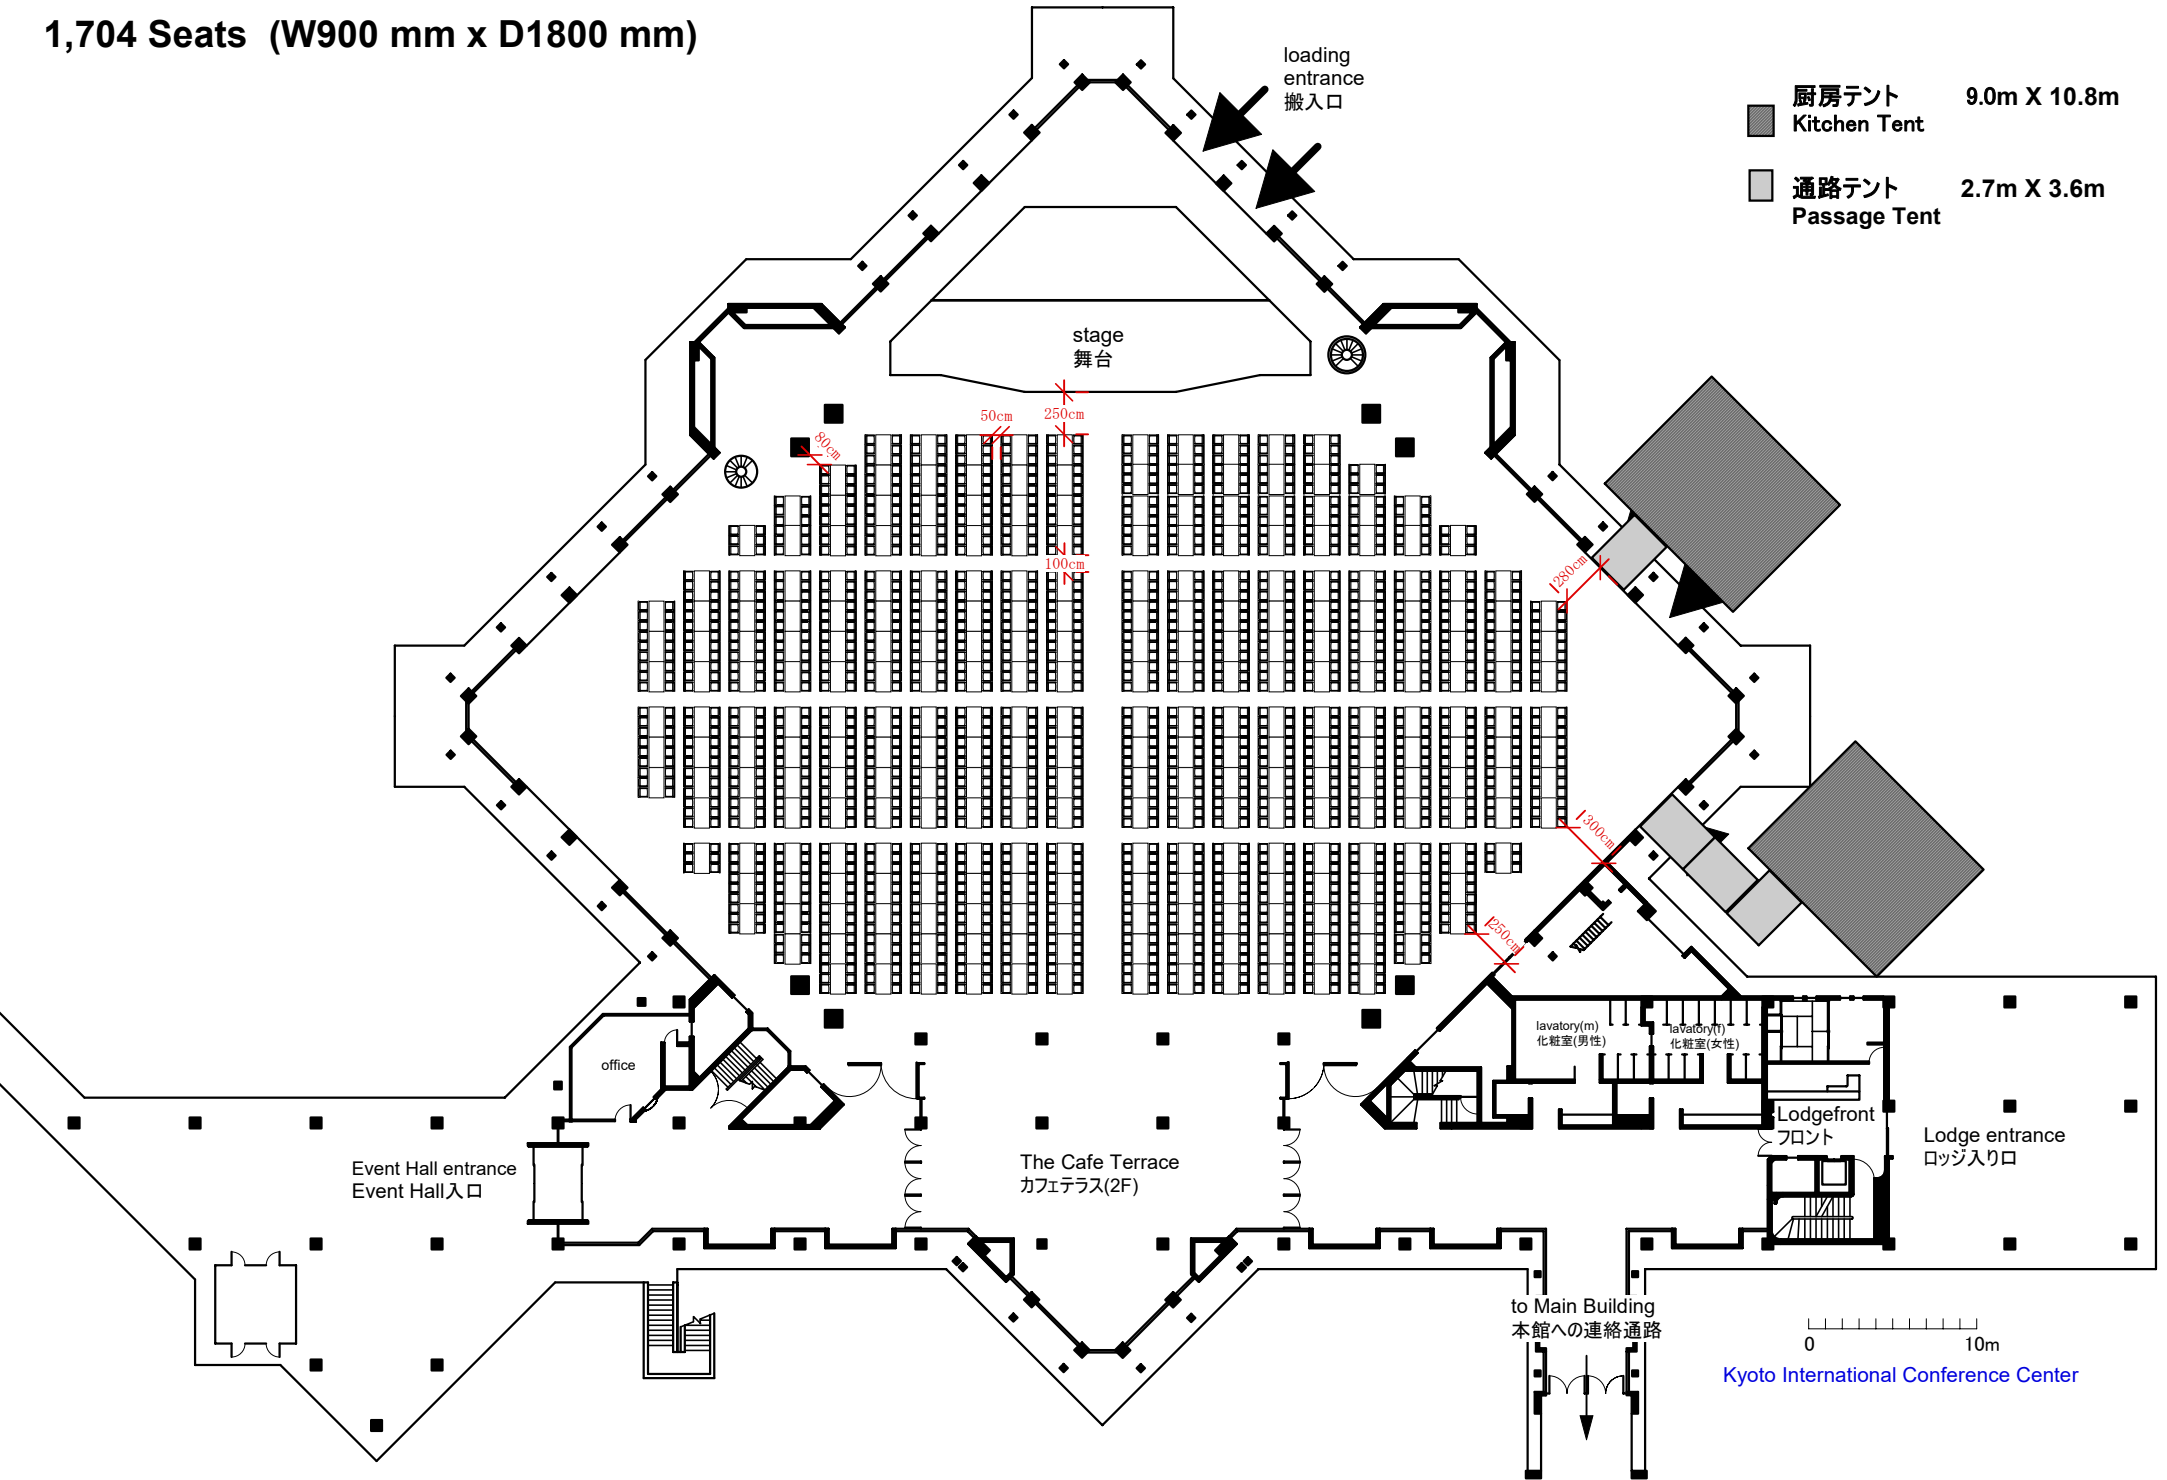 1,704 Seats  (W900 mm x D1800 mm)
loading
entrance
搬入口
厨房テント 9.0m X 10.8m
Kitchen Tent
通路テント 2.7m X 3.6m
Passage Tent
stage
舞台
50cm
250cm
80cm
100cm
280cm
300cm
250cm
office
lavatory(m)
化粧室(男性)
lavatory(f)
化粧室(女性)
Lodgefront
フロント
Lodge entrance
ロッジ入り口
Event Hall entrance
Event Hall入口
The Cafe Terrace
カフェテラス(2F)
to Main Building
本館への連絡通路
0 10m
Kyoto International Conference Center